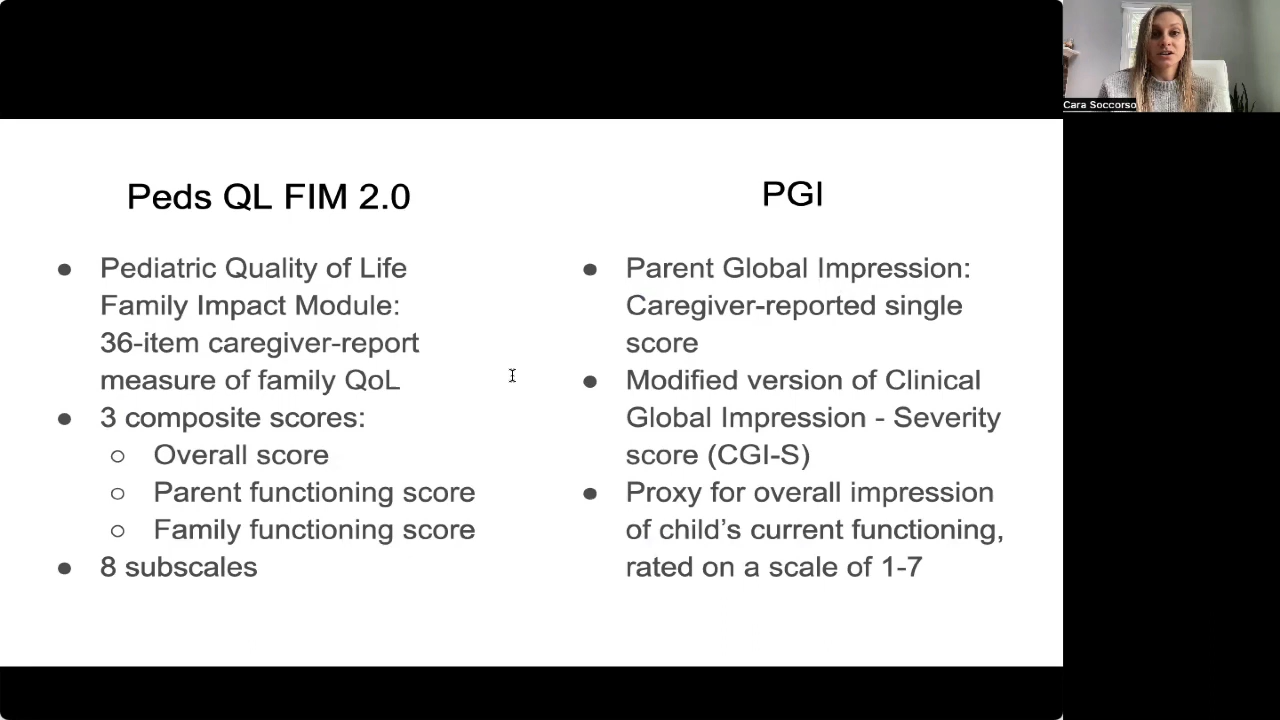 Cara Soccorso
Peds QL FIM 2.0
● Pediatric Quality of Life
Family Impact Module:
36-item caregiver-report
measure of family QoL
● 3 composite scores:
○ Overall score
○ Parent functioning score
○ Family functioning score
● 8 subscales
PGI
● Parent Global Impression:
Caregiver-reported single
score
● Modified version of Clinical
Global Impression - Severity
score (CGI-S)
● Proxy for overall impression
of child’s current functioning,
rated on a scale of 1-7